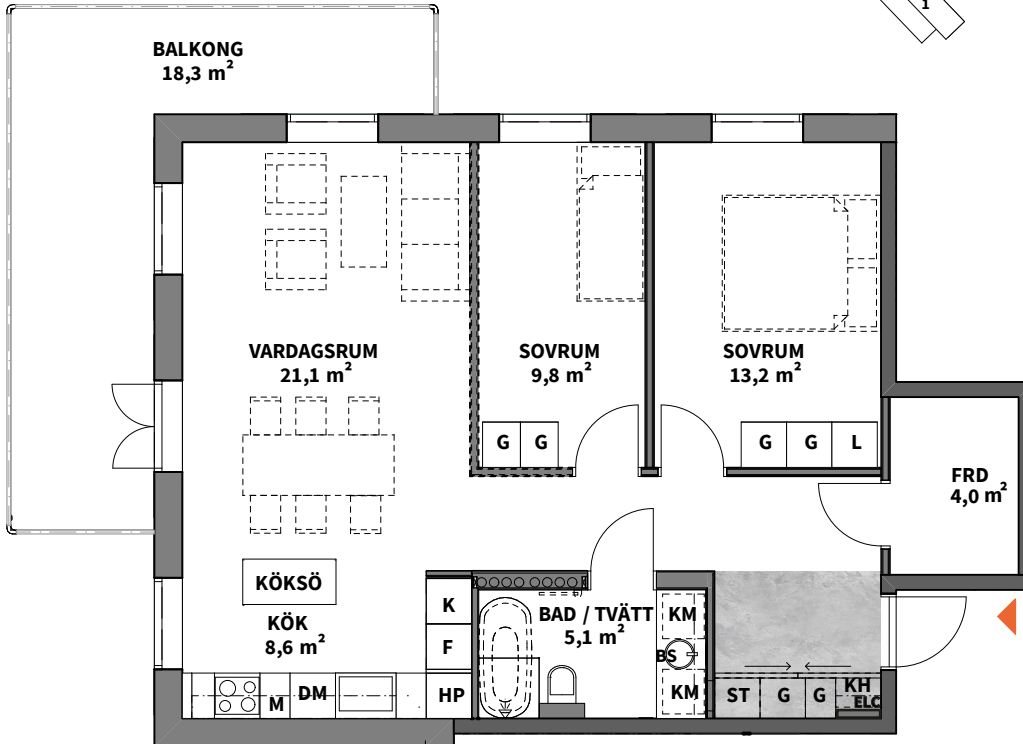 1
BALKONG
18,3 m²
VARDAGSRUM
21,1 m²
SOVRUM
9,8 m²
SOVRUM
13,2 m²
G G
G G L
FRD
4,0 m²
KÖKSÖ
KÖK
8,6 m²
K
F
HP
M
DM
BAD / TVÄTT
5,1 m²
KM
BS
KM
ST
G
G
KH
ELC